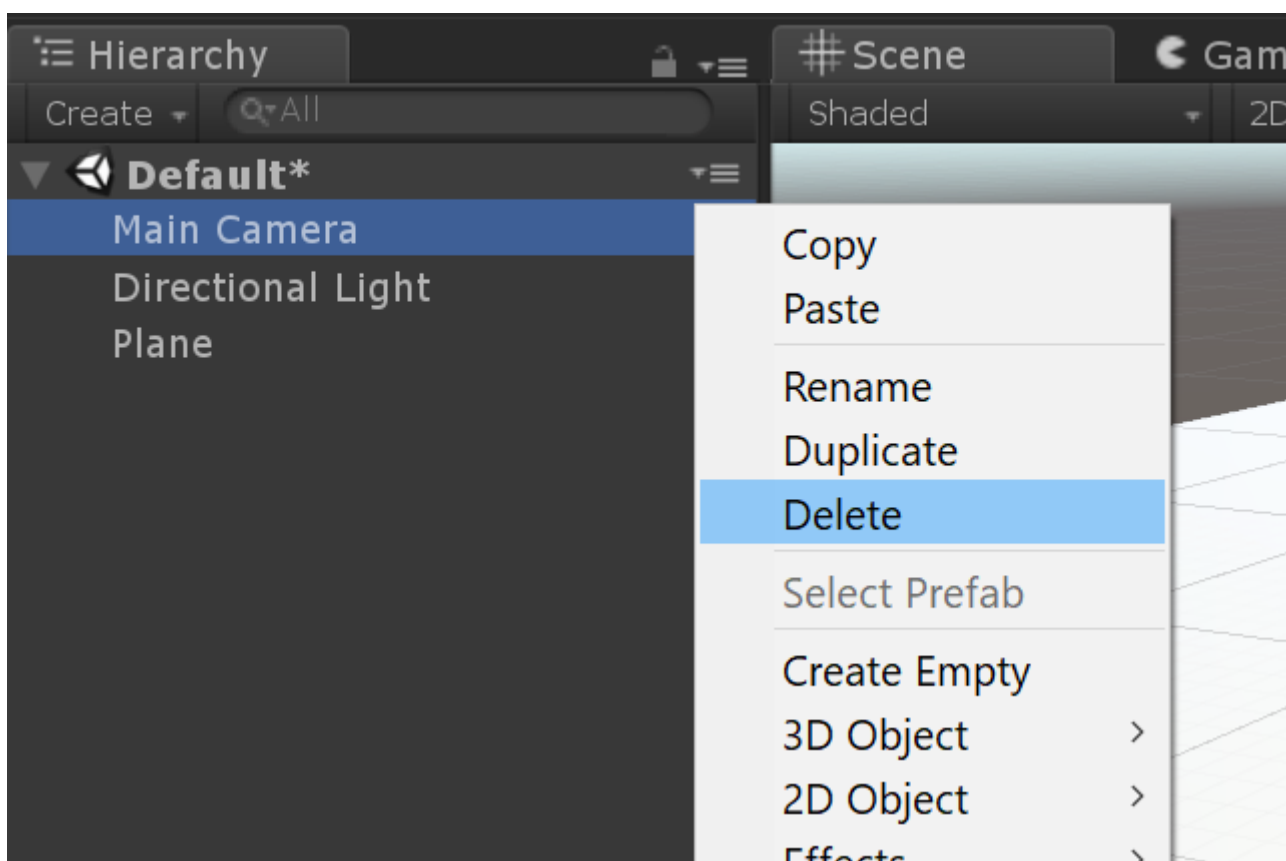 Hierarchy
Scene
Gam
Create
All
Shaded
2D
Default*
Main Camera
Directional Light
Plane
Copy
Paste
Rename
Duplicate
Delete
Select Prefab
Create Empty
3D Object
2D Object
Effects